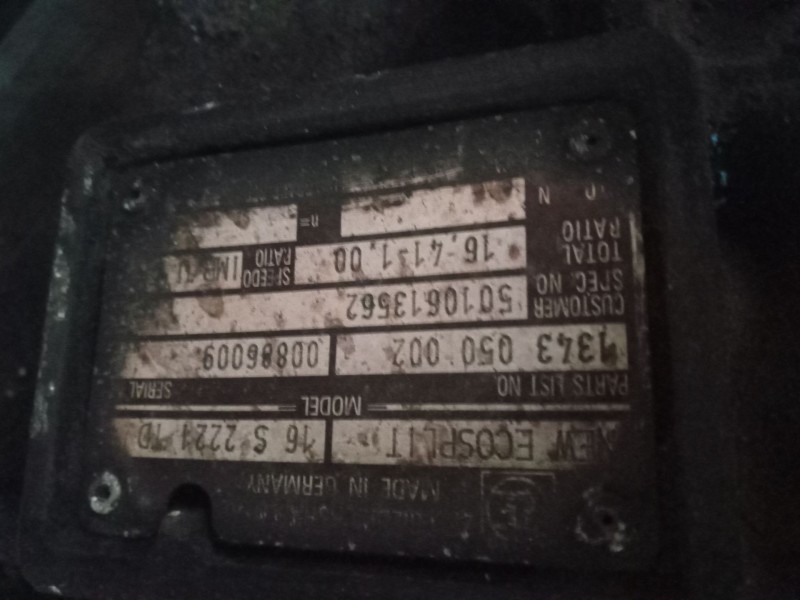 MADE IN GERMANY
NEW ECOSPLIT 16 S 2221 TD
MODEL
PARTS LIST NO SERIAL
1343 050 002 00886009
CUSTOMER SPEC. NO 5010613562
TOTAL RATIO 16,41-1,00 SPEEDO RATIO
N n=